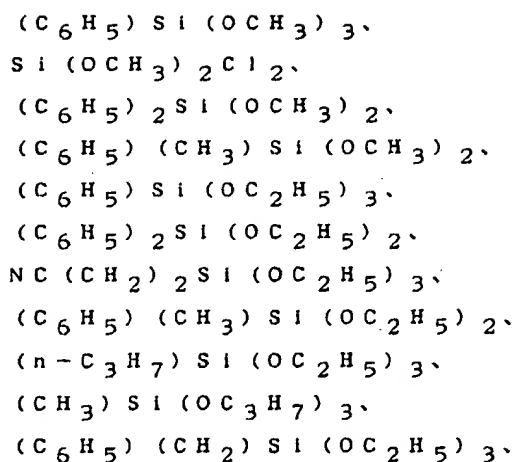 (C6H5)Si(OCH3)3、
Si(OCH3)2Cl2、
(C6H5)2Si(OCH3)2、
(C6H5)(CH3)Si(OCH3)2、
(C6H5)Si(OC2H5)3、
(C6H5)2Si(OC2H5)2、
NC(CH2)2Si(OC2H5)3、
(C6H5)(CH3)Si(OC2H5)2、
(n-C3H7)Si(OC2H5)3、
(CH3)Si(OC3H7)3、
(C6H5)(CH2)Si(OC2H5)3、